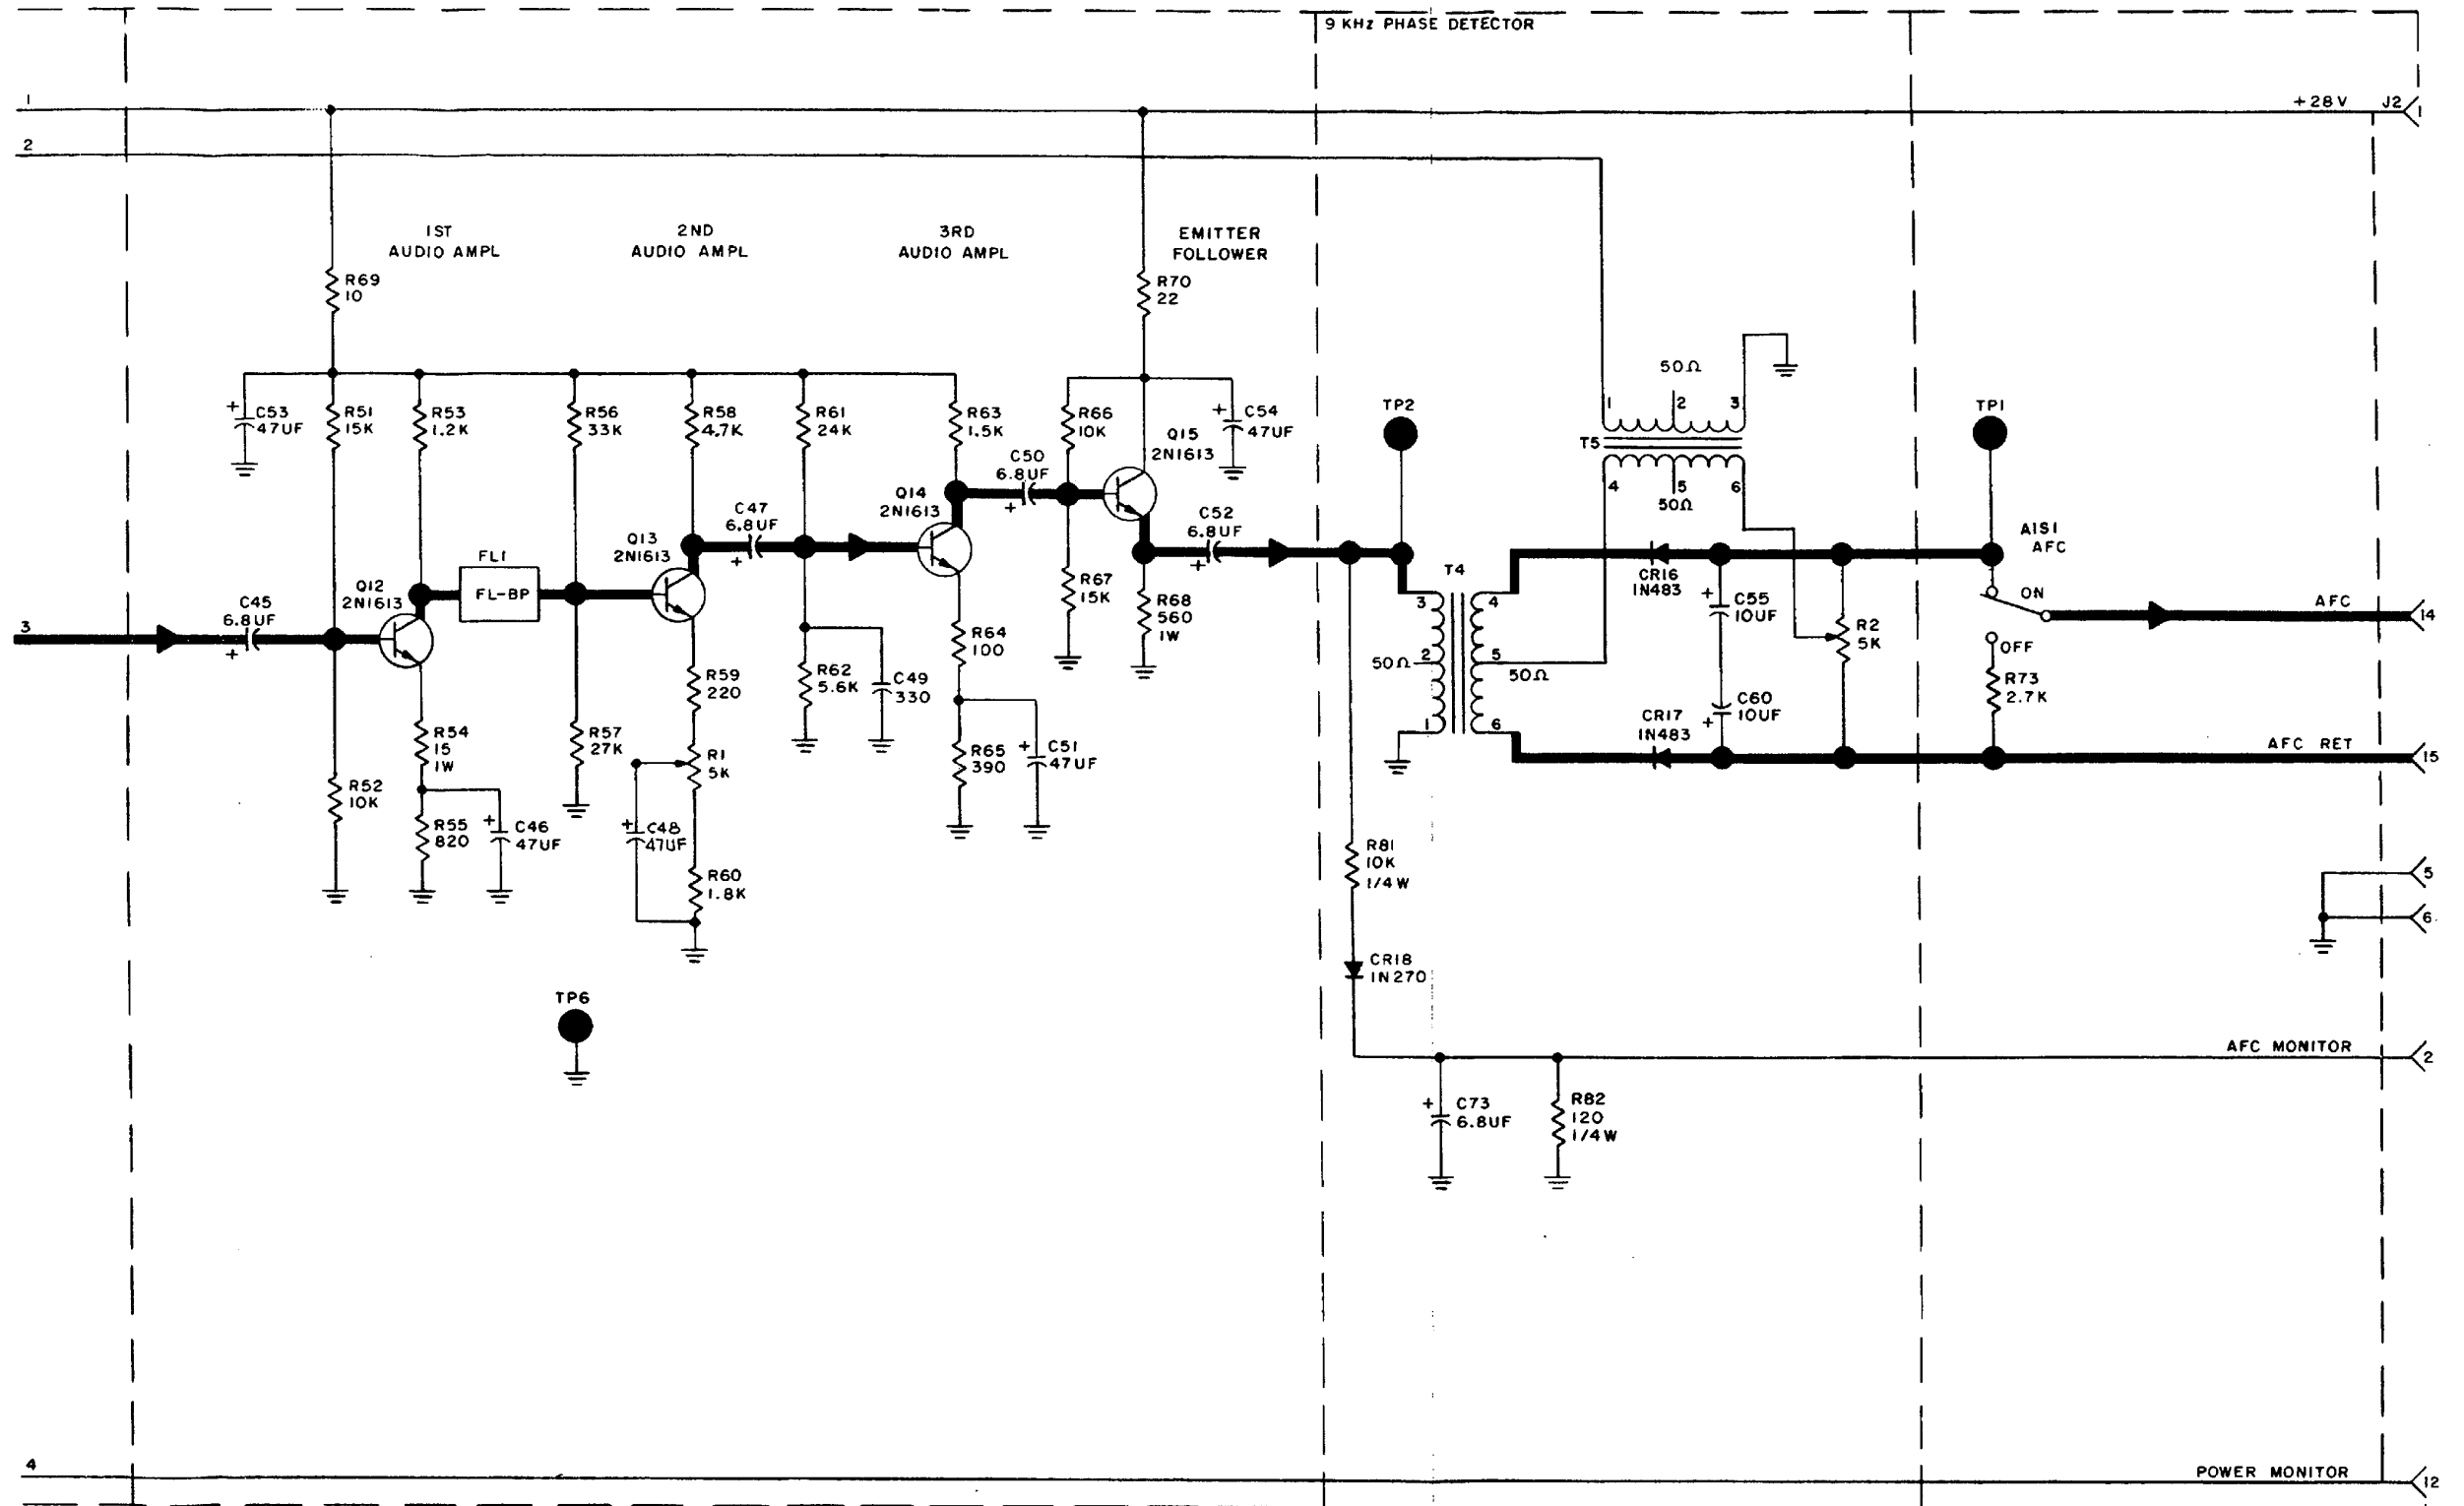 9 KHz PHASE DETECTOR
1
+28V
J2
1
2
1ST
AUDIO AMPL
2ND
AUDIO AMPL
3RD
AUDIO AMPL
EMITTER
FOLLOWER
R69
10
R70
22
+
C53
47UF
R51
15K
R53
1.2K
R56
33K
R58
4.7K
R61
24K
R63
1.5K
R66
10K
+
C54
47UF
Q15
2N1613
C50
6.8UF
+
Q14
2N1613
C47
6.8UF
+
Q13
2N1613
FL1
FL-BP
Q12
2N1613
C45
6.8UF
+
3
C52
6.8UF
+
R67
15K
R68
560
1W
R64
100
R62
5.6K
C49
330
R59
220
R57
27K
R54
15
1W
R1
5K
R65
390
+
C51
47UF
R52
10K
R55
820
+
C46
47UF
+
C48
47UF
R60
1.8K
TP6
TP2
50Ω
1
2
3
T5
4
5
6
50Ω
TP1
A1S1
AFC
ON
OFF
AFC
14
T4
3
4
50Ω
2
5
50Ω
1
6
CR16
1N483
+
C55
10UF
R2
5K
C60
10UF
+
CR17
1N483
R73
2.7K
AFC RET
15
R81
10K
1/4W
5
6
CR18
1N270
AFC MONITOR
2
+
C73
6.8UF
R82
120
1/4W
4
POWER MONITOR
12